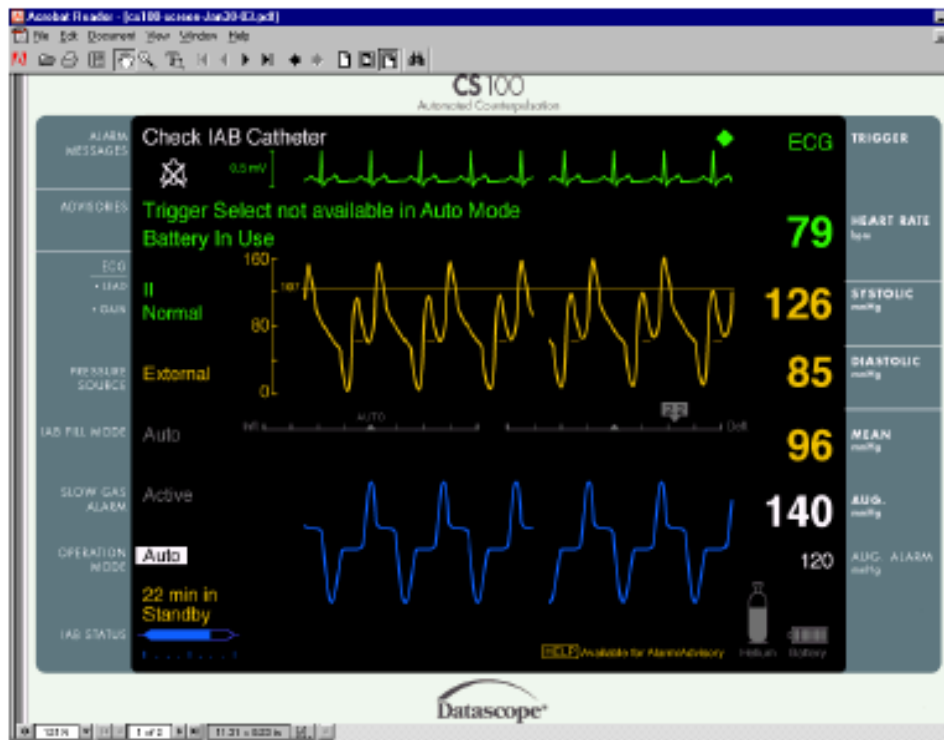 Acrobat Reader - [cs100-screen-Jan30-03.pdf]
File Edit Document View Window Help
CS100
Automated Counterpulsation
ALARM MESSAGES
Check IAB Catheter
ECG
TRIGGER
0.5 mV
ADVISORIES
Trigger Select not available in Auto Mode
Battery In Use
79
HEART RATE
bpm
ECG
• LEAD
• GAIN
II
Normal
160
80
0
126
SYSTOLIC
mmHg
PRESSURE SOURCE
External
85
DIASTOLIC
mmHg
IAB FILL MODE
Auto
AUTO
Infl
Defl
96
MEAN
mmHg
SLOW GAS ALARM
Active
140
AUG.
mmHg
OPERATION MODE
Auto
120
AUG. ALARM
mmHg
22 min in
Standby
IAB STATUS
HELP Available for Alarm/Advisory
Helium
Battery
Datascope
1 of 2